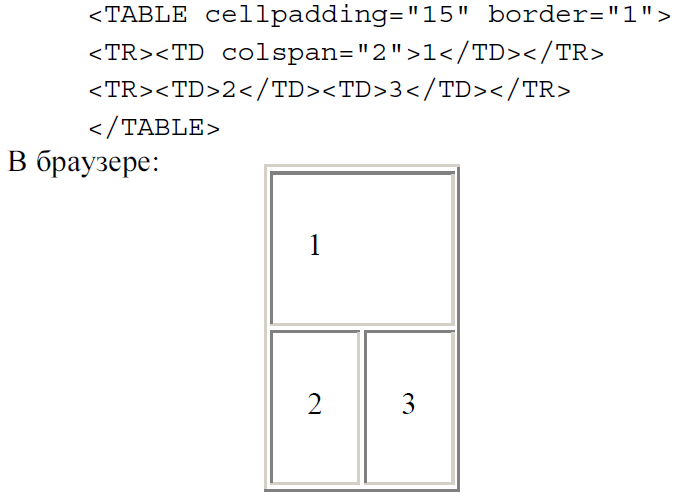 <TABLE cellpadding="15" border="1">
<TR><TD colspan="2">1</TD></TR>
<TR><TD>2</TD><TD>3</TD></TR>
</TABLE>
В браузере:
1
2 3